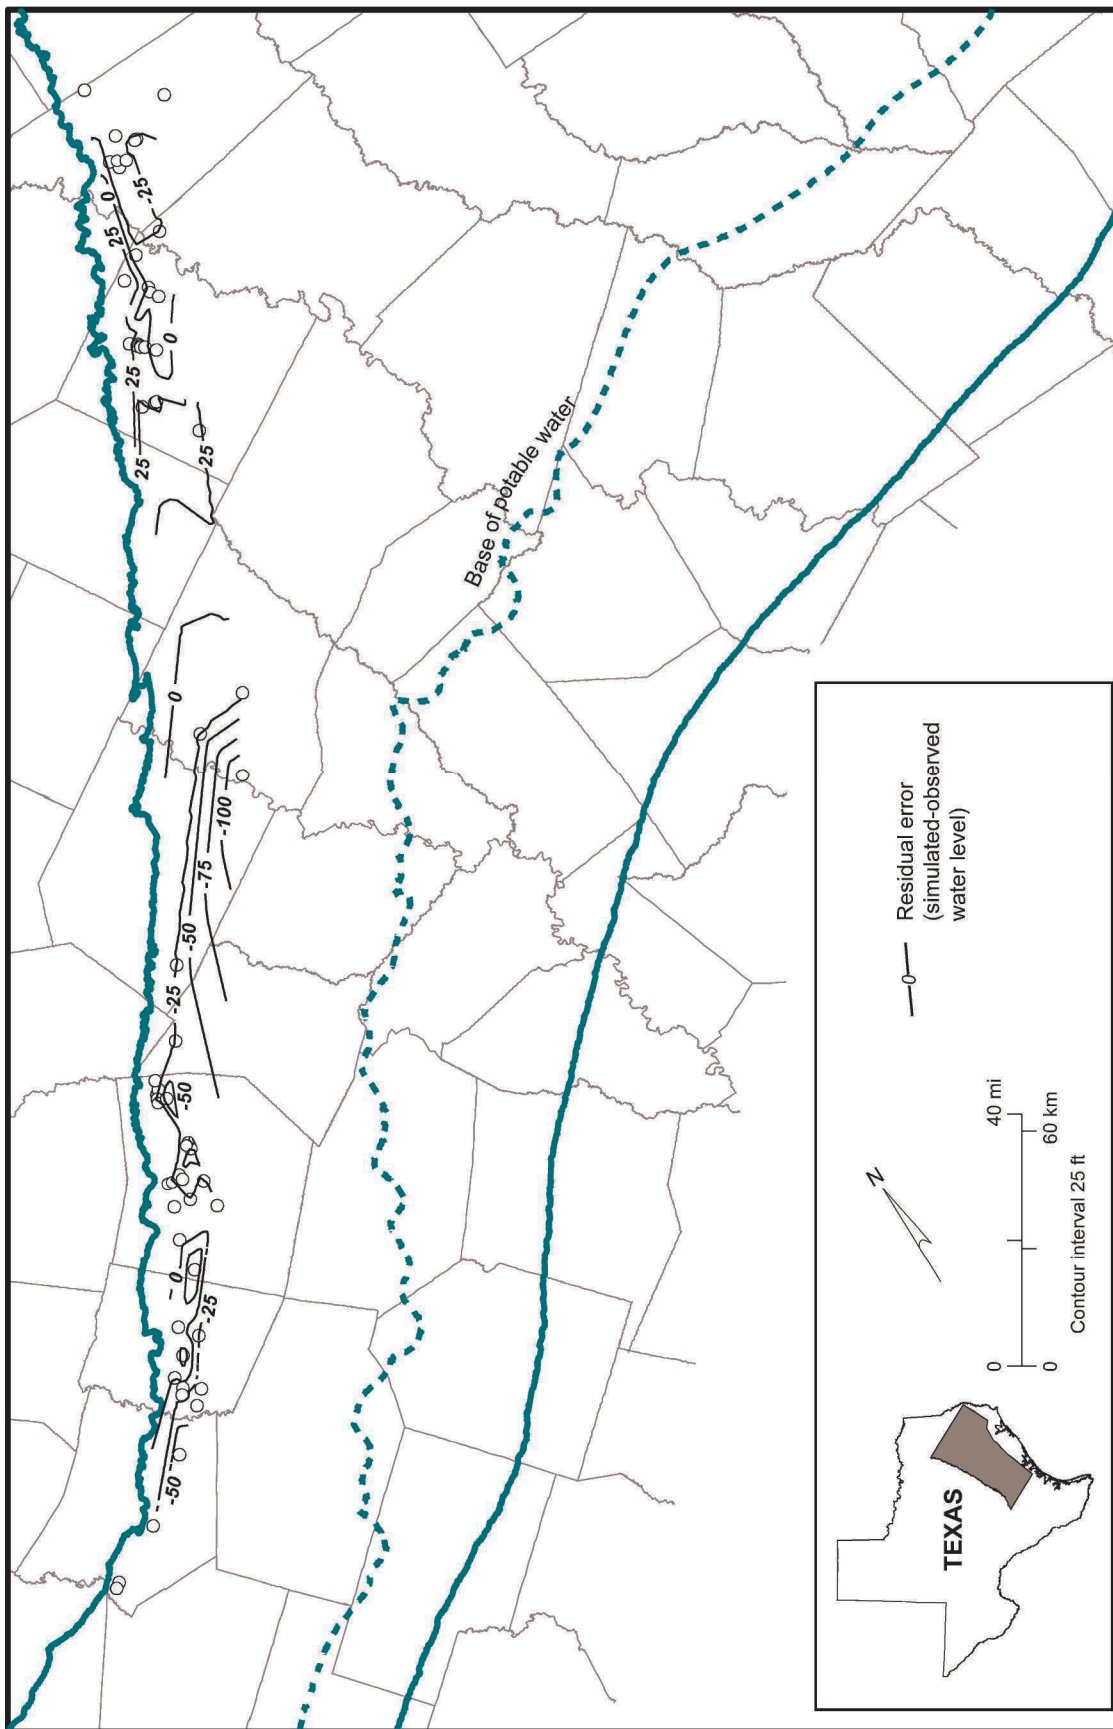 -50
-25
0
-50
-25
-50
-75
-100
0
25
25
25
0
25
0
-25
Base of potable water
TEXAS
N
0 40 mi
0 60 km
Contour interval 25 ft
0 Residual error
(simulated-observed
water level)